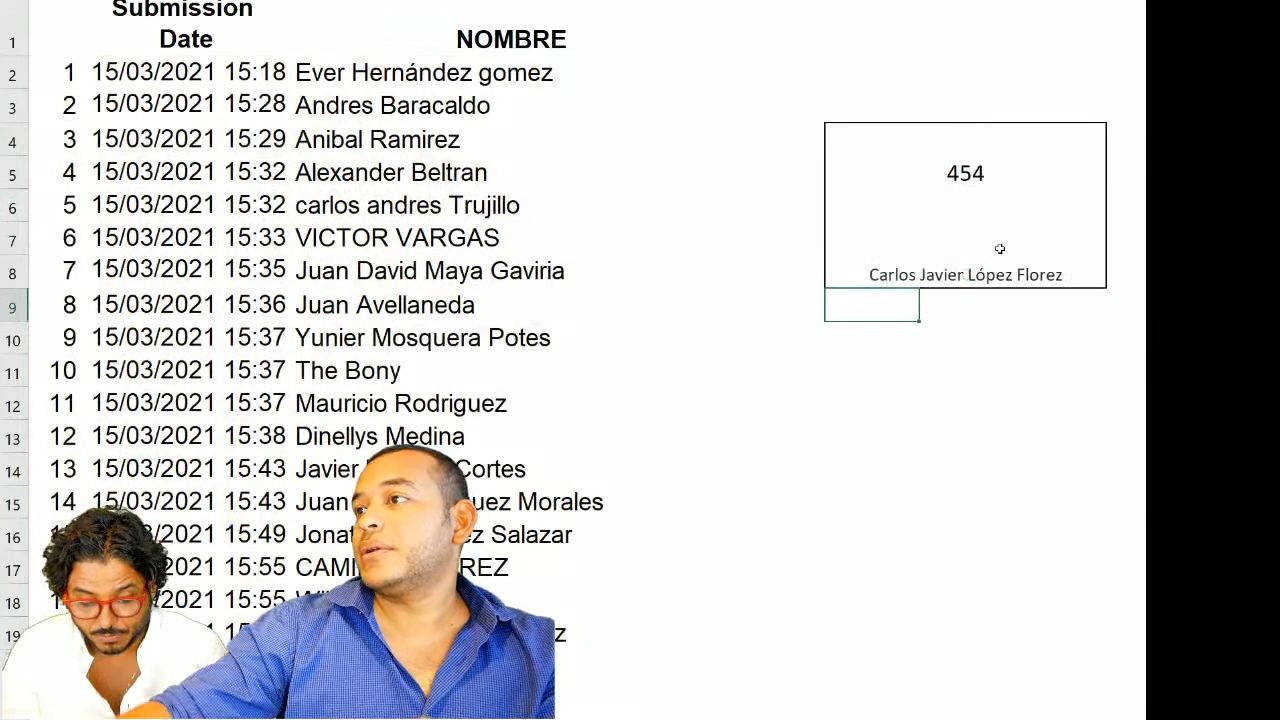 Submission
1 Date NOMBRE
2 1 15/03/2021 15:18 Ever Hernández gomez
3 2 15/03/2021 15:28 Andres Baracaldo
4 3 15/03/2021 15:29 Anibal Ramirez
5 4 15/03/2021 15:32 Alexander Beltran 454
6 5 15/03/2021 15:32 carlos andres Trujillo
7 6 15/03/2021 15:33 VICTOR VARGAS
8 7 15/03/2021 15:35 Juan David Maya Gaviria Carlos Javier López Florez
9 8 15/03/2021 15:36 Juan Avellaneda
10 9 15/03/2021 15:37 Yunier Mosquera Potes
11 10 15/03/2021 15:37 The Bony
12 11 15/03/2021 15:37 Mauricio Rodriguez
13 12 15/03/2021 15:38 Dinellys Medina
14 13 15/03/2021 15:43 Javier Cortes
15 14 15/03/2021 15:43 Juan Morales
16 15:49 Salazar
17 15:55
18 15:55
19